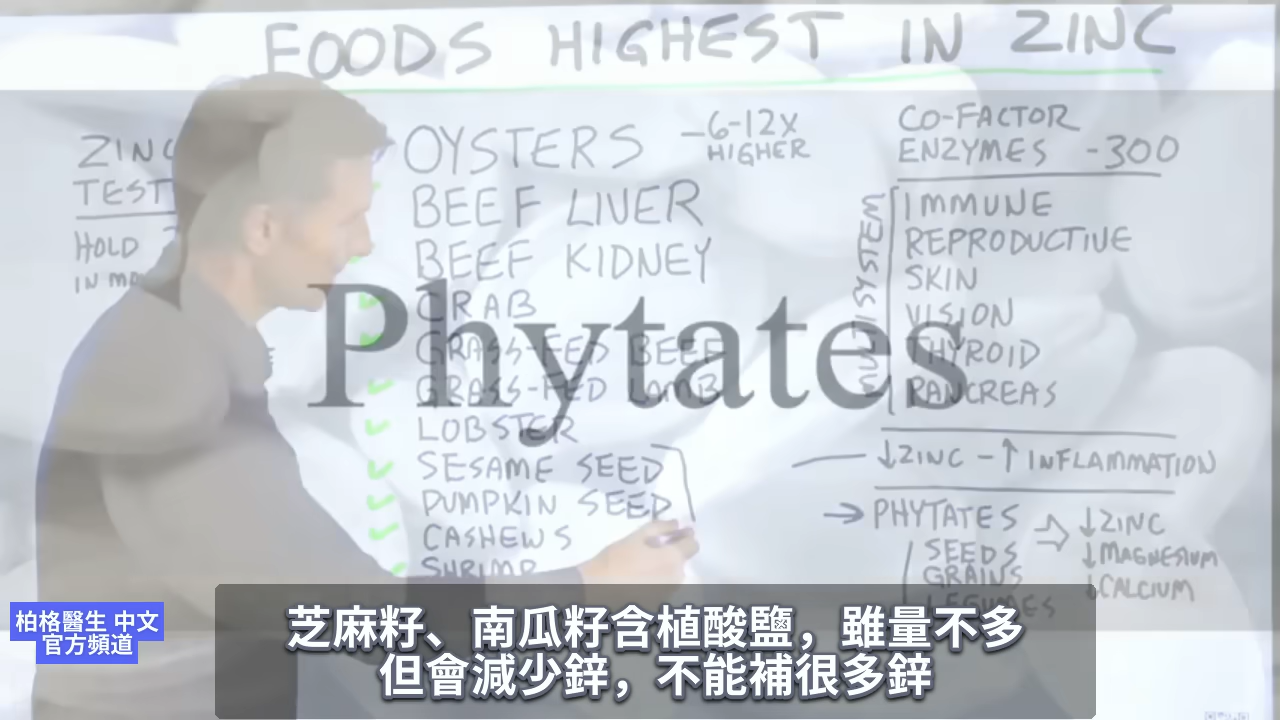 FOODS HIGHEST IN ZINC
ZINC
TEST
HOLD
IN MO
OYSTERS -6-12X HIGHER
BEEF LIVER
BEEF KIDNEY
CRAB
GRASS-FED BEEF
GRASS-FED LAMB
LOBSTER
SESAME SEED
PUMPKIN SEED
CASHEWS
SHRIMP
Phytates
CO-FACTOR
ENZYMES -300
MULTI SYSTEM
IMMUNE
REPRODUCTIVE
SKIN
VISION
THYROID
PANCREAS
↓ZINC - ↑INFLAMMATION
→ PHYTATES ⇒ ↓ZINC
SEEDS ↓MAGNESIUM
GRAINS ↓CALCIUM
LEGUMES
柏格醫生 中文
官方頻道
芝麻籽、南瓜籽含植酸鹽，雖量不多
但會減少鋅，不能補很多鋅